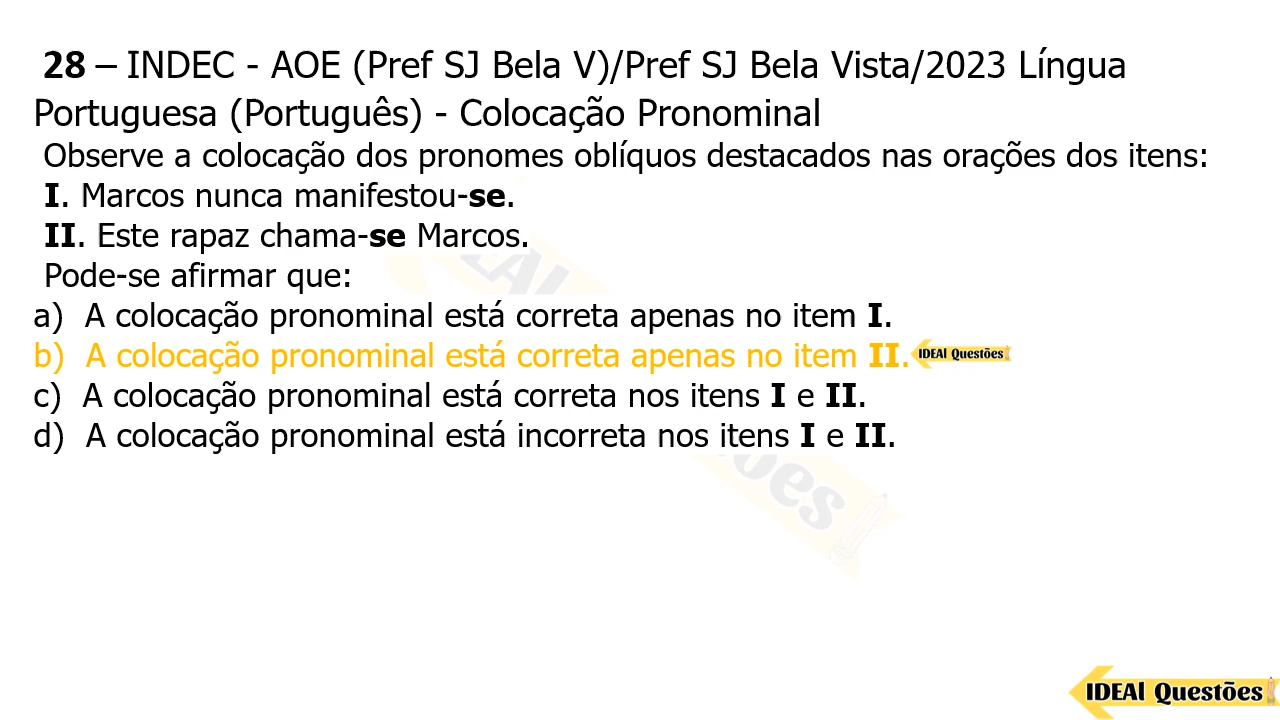 28 – INDEC - AOE (Pref SJ Bela V)/Pref SJ Bela Vista/2023 Língua
Portuguesa (Português) - Colocação Pronominal
Observe a colocação dos pronomes oblíquos destacados nas orações dos itens:
I. Marcos nunca manifestou-se.
II. Este rapaz chama-se Marcos.
Pode-se afirmar que:
a) A colocação pronominal está correta apenas no item I.
b) A colocação pronominal está correta apenas no item II. IDEAl Questões
c) A colocação pronominal está correta nos itens I e II.
d) A colocação pronominal está incorreta nos itens I e II.
IDEAl Questões